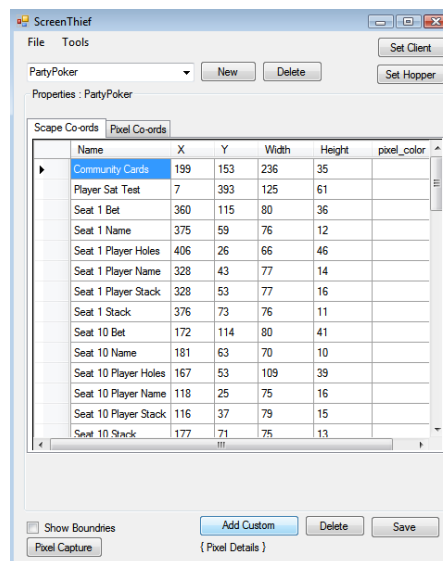 ScreenThief
File Tools
Set Client
PartyPoker New Delete Set Hopper
Properties : PartyPoker
Scape Co-ords Pixel Co-ords
Name X Y Width Height pixel_color
Community Cards 199 153 236 35
Player Sat Test 7 393 125 61
Seat 1 Bet 360 115 80 36
Seat 1 Name 375 59 76 12
Seat 1 Player Holes 406 26 66 46
Seat 1 Player Name 328 43 77 14
Seat 1 Player Stack 328 53 77 16
Seat 1 Stack 376 73 76 11
Seat 10 Bet 172 114 80 41
Seat 10 Name 181 63 70 10
Seat 10 Player Holes 167 53 109 39
Seat 10 Player Name 118 25 75 16
Seat 10 Player Stack 116 37 79 15
Seat 10 Stack 177 71 75 13
Show Boundries Add Custom Delete Save
Pixel Capture { Pixel Details }